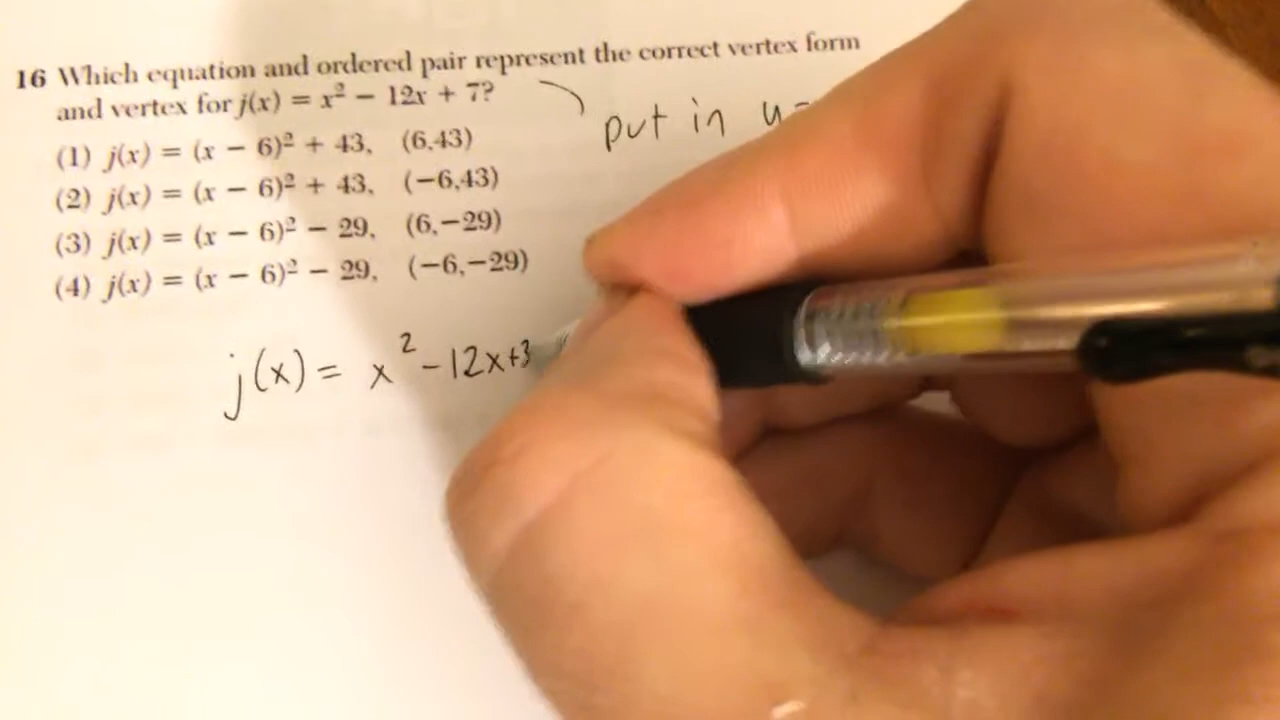 16 Which equation and ordered pair represent the correct vertex form
and vertex for j(x) = x² − 12x + 7?
put in
(1) j(x) = (x − 6)² + 43, (6,43)
(2) j(x) = (x − 6)² + 43, (−6,43)
(3) j(x) = (x − 6)² − 29, (6,−29)
(4) j(x) = (x − 6)² − 29, (−6,−29)
j(x) = x² - 12x+3